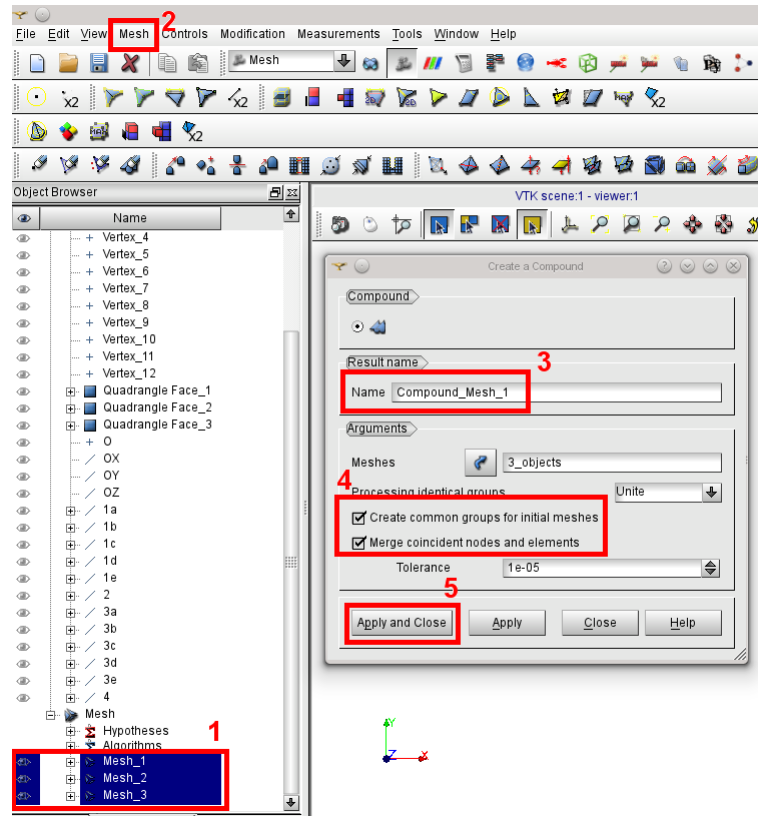 2
File Edit View Mesh Controls Modification Measurements Tools Window Help
Mesh
x2 x2 2D MAX x2
MAX x2
Object Browser
Name
Vertex_4
Vertex_5
Vertex_6
Vertex_7
Vertex_8
Vertex_9
Vertex_10
Vertex_11
Vertex_12
Quadrangle Face_1
Quadrangle Face_2
Quadrangle Face_3
O
OX
OY
OZ
1a
1b
1c
1d
1e
2
3a
3b
3c
3d
3e
4
Mesh
Hypotheses
1
Algorithms
Mesh_1
Mesh_2
Mesh_3
VTK scene:1 - viewer:1
Create a Compound
Compound
Result name
3
Name Compound_Mesh_1
Arguments
Meshes 3_objects
4
Processing identical groups Unite
Create common groups for initial meshes
Merge coincident nodes and elements
Tolerance 1e-05
5
Apply and Close Apply Close Help
Y
Z X